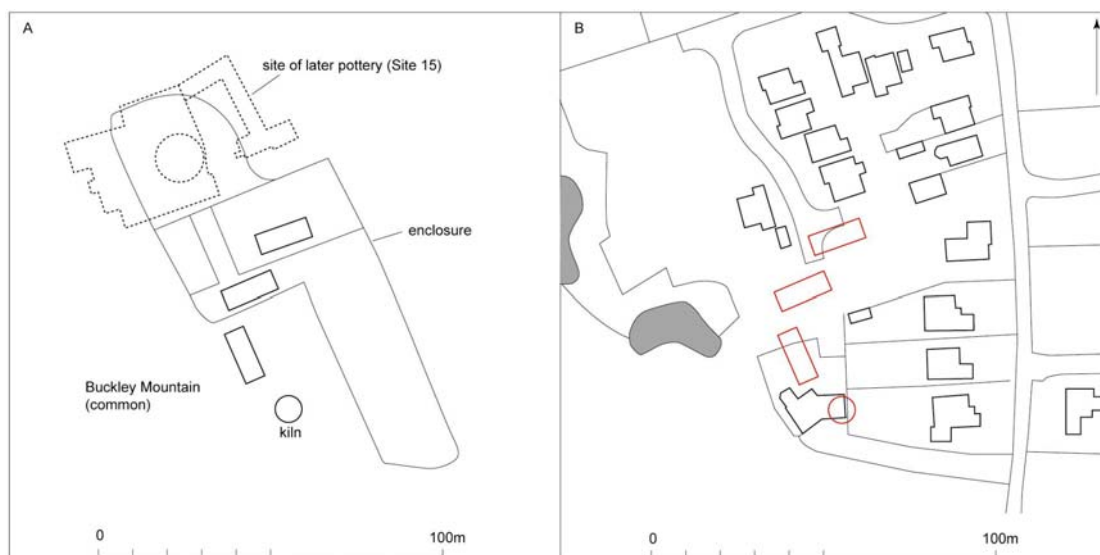 A
site of later pottery (Site 15)
enclosure
Buckley Mountain
(common)
kiln
0
100m
B
0
100m